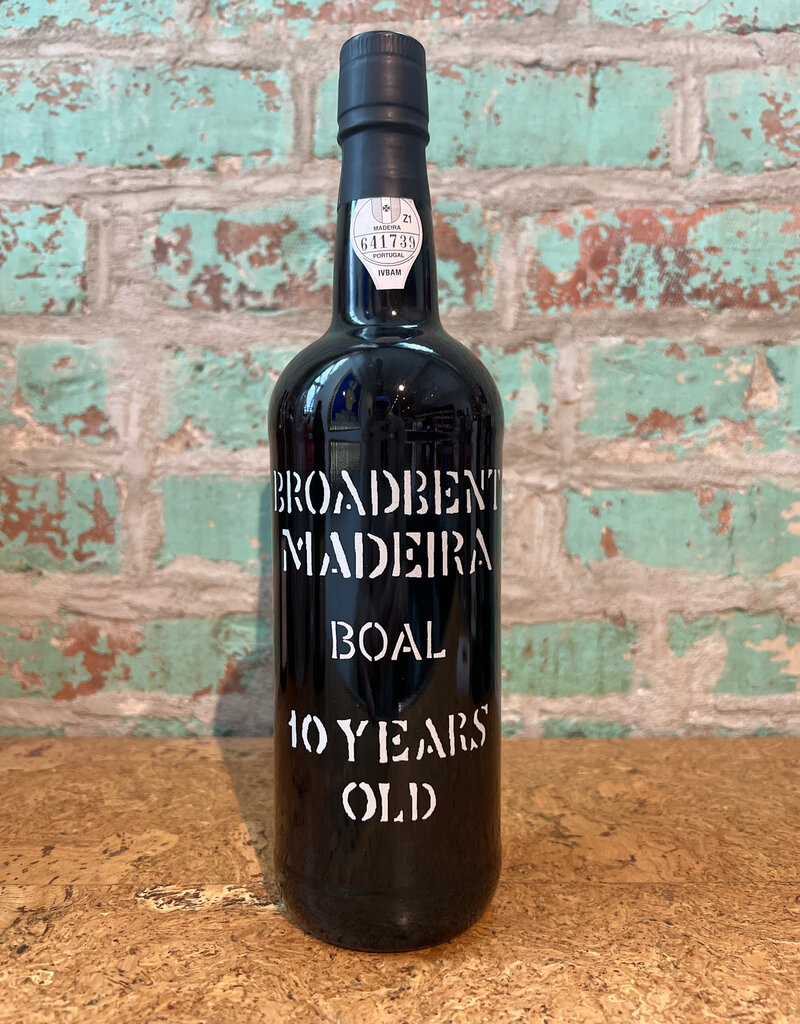 Z1
MADEIRA
641739
PORTUGAL
IVBAM
BROADBENT
MADEIRA
BOAL
10 YEARS
OLD